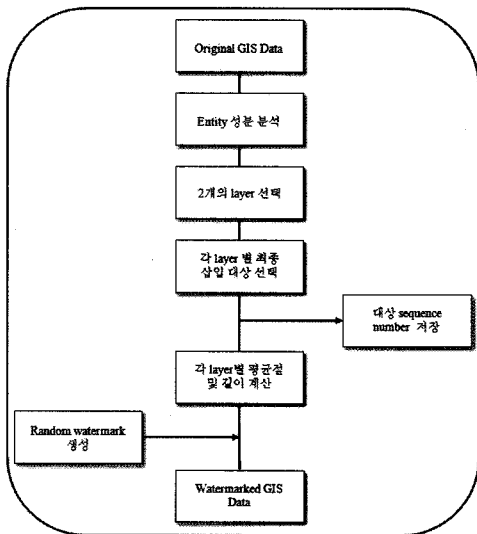 Original GIS Data
Entity 성분 분석
2개의 layer 선택
각 layer 별 최종
삽입 대상 선택
대상 sequence
number 저장
각 layer별 평균점
및 길이 계산
Random watermark
생성
Watermarked GIS
Data